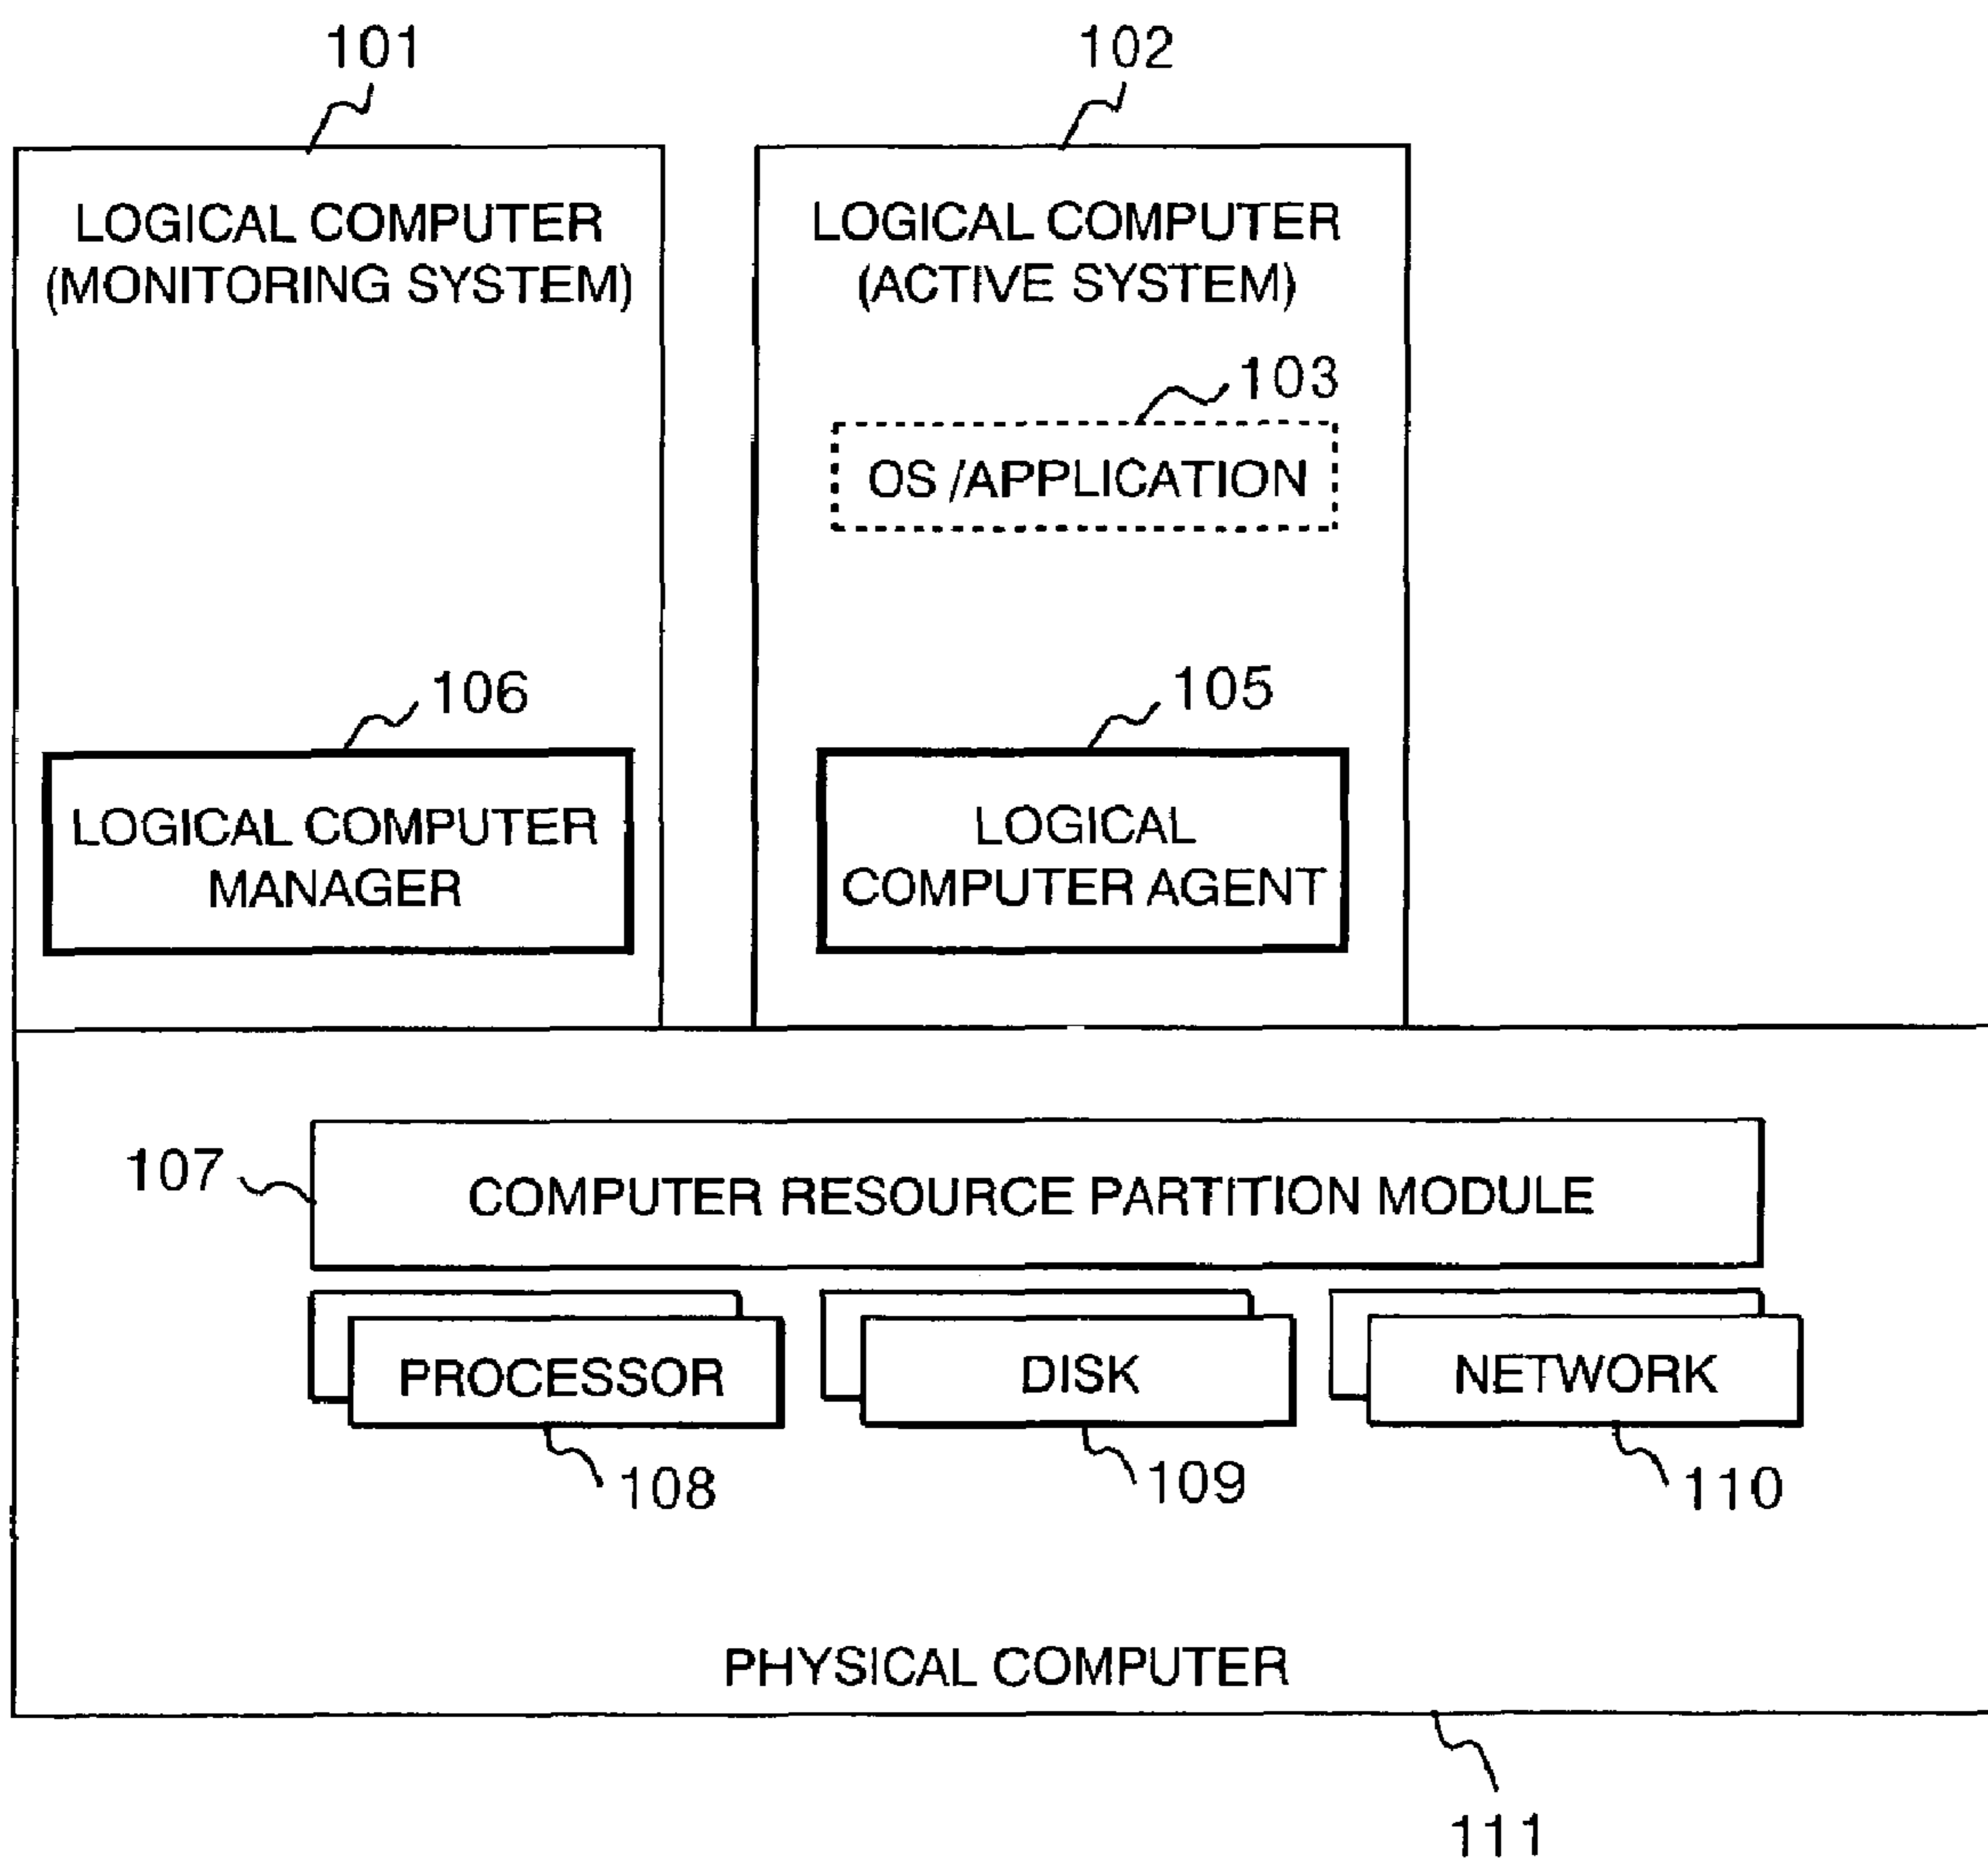 101
102
LOGICAL COMPUTER
(MONITORING SYSTEM)
LOGICAL COMPUTER
(ACTIVE SYSTEM)
103
OS /APPLICATION
106
105
LOGICAL COMPUTER
MANAGER
LOGICAL
COMPUTER AGENT
107
COMPUTER RESOURCE PARTITION MODULE
PROCESSOR
DISK
NETWORK
108
109
110
PHYSICAL COMPUTER
111